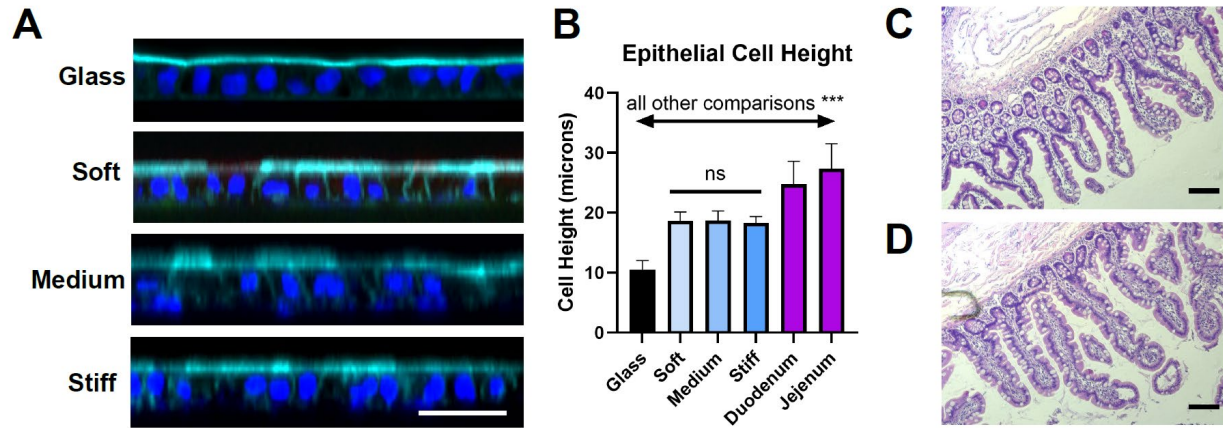 A
Glass
Soft
Medium
Stiff
B
Epithelial Cell Height
all other comparisons ***
ns
Cell Height (microns)
40
30
20
10
0
Glass
Soft
Medium
Stiff
Duodenum
Jejenum
C
D